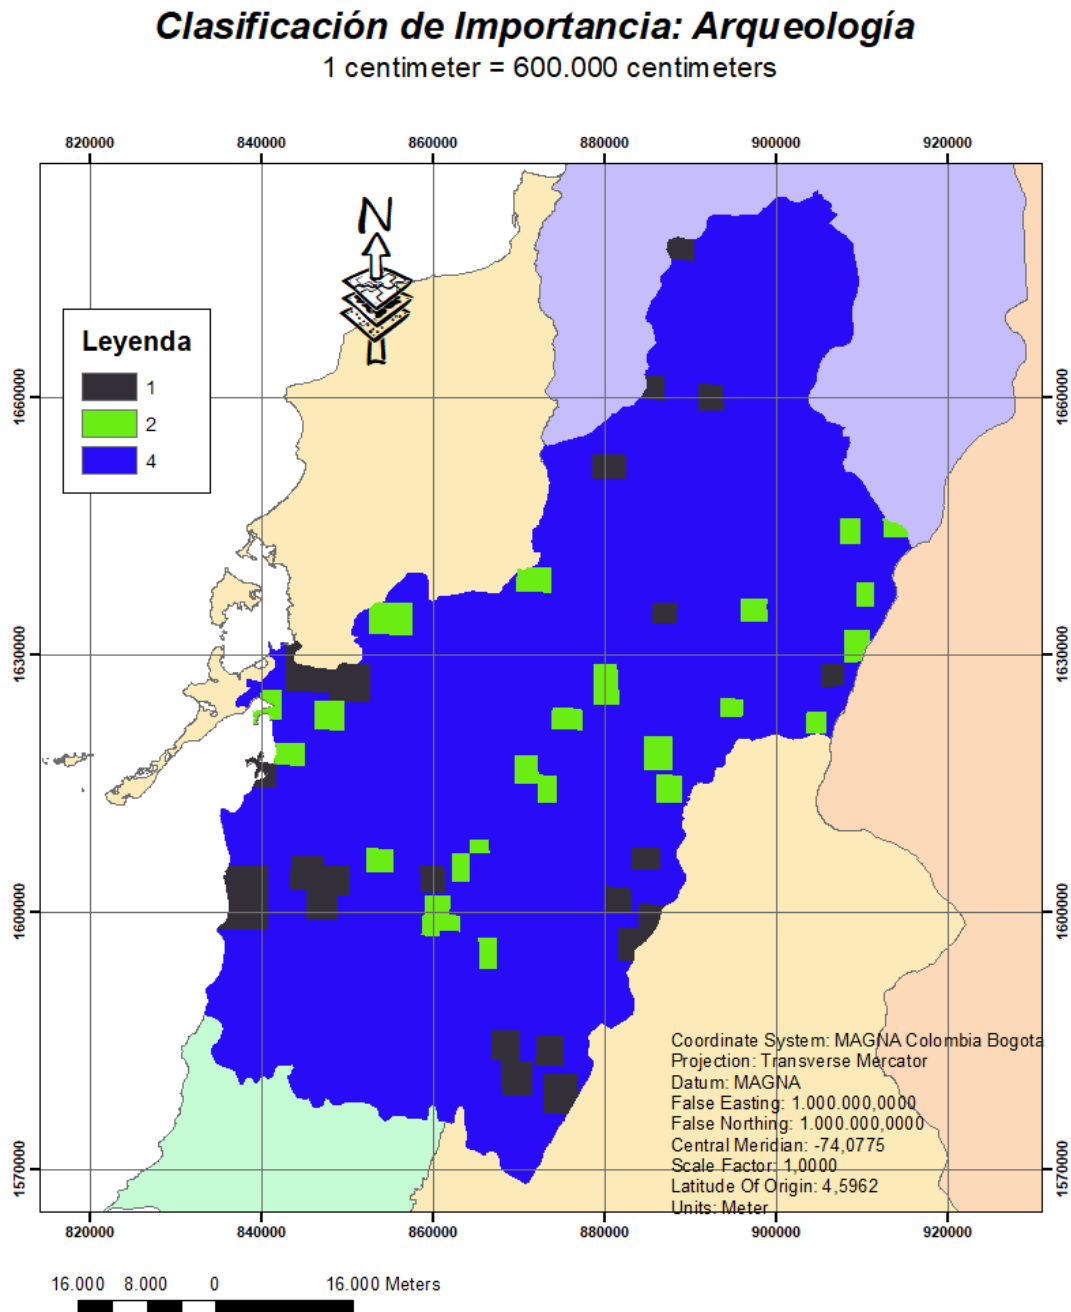 Clasificación de Importancia: Arqueología
1 centimeter = 600.000 centimeters
820000 840000 860000 880000 900000 920000
N
Leyenda
1
2
4
1660000 1660000
1630000 1630000
1600000 1600000
1570000 1570000
Coordinate System: MAGNA Colombia Bogota
Projection: Transverse Mercator
Datum: MAGNA
False Easting: 1.000.000,0000
False Northing: 1.000.000,0000
Central Meridian: -74,0775
Scale Factor: 1,0000
Latitude Of Origin: 4,5962
Units: Meter
820000 840000 860000 880000 900000 920000
16.000 8.000 0 16.000 Meters